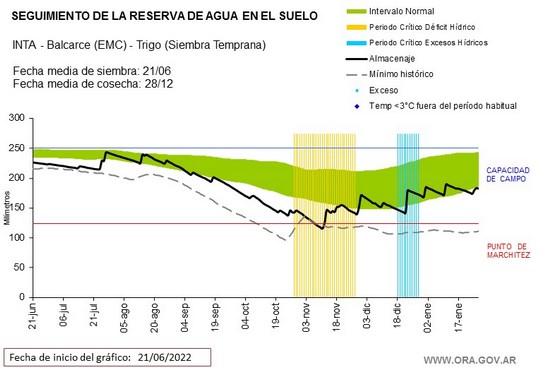 SEGUIMIENTO DE LA RESERVA DE AGUA EN EL SUELO
INTA - Balcarce (EMC) - Trigo (Siembra Temprana)
Fecha media de siembra: 21/06
Fecha media de cosecha: 28/12
Intervalo Normal
Periodo Crítico Déficit Hídrico
Periodo Crítico Excesos Hídricos
Almacenaje
Mínimo histórico
Exceso
Temp <3°C fuera del período habitual
300
250
200
150
100
50
0
Milímetros
CAPACIDAD
DE CAMPO
PUNTO DE
MARCHITEZ
21-jun
06-jul
21-jul
05-ago
20-ago
04-sep
19-sep
04-oct
19-oct
03-nov
18-nov
03-dic
18-dic
02-ene
17-ene
Fecha de inicio del gráfico: 21/06/2022
WWW.ORA.GOV.AR